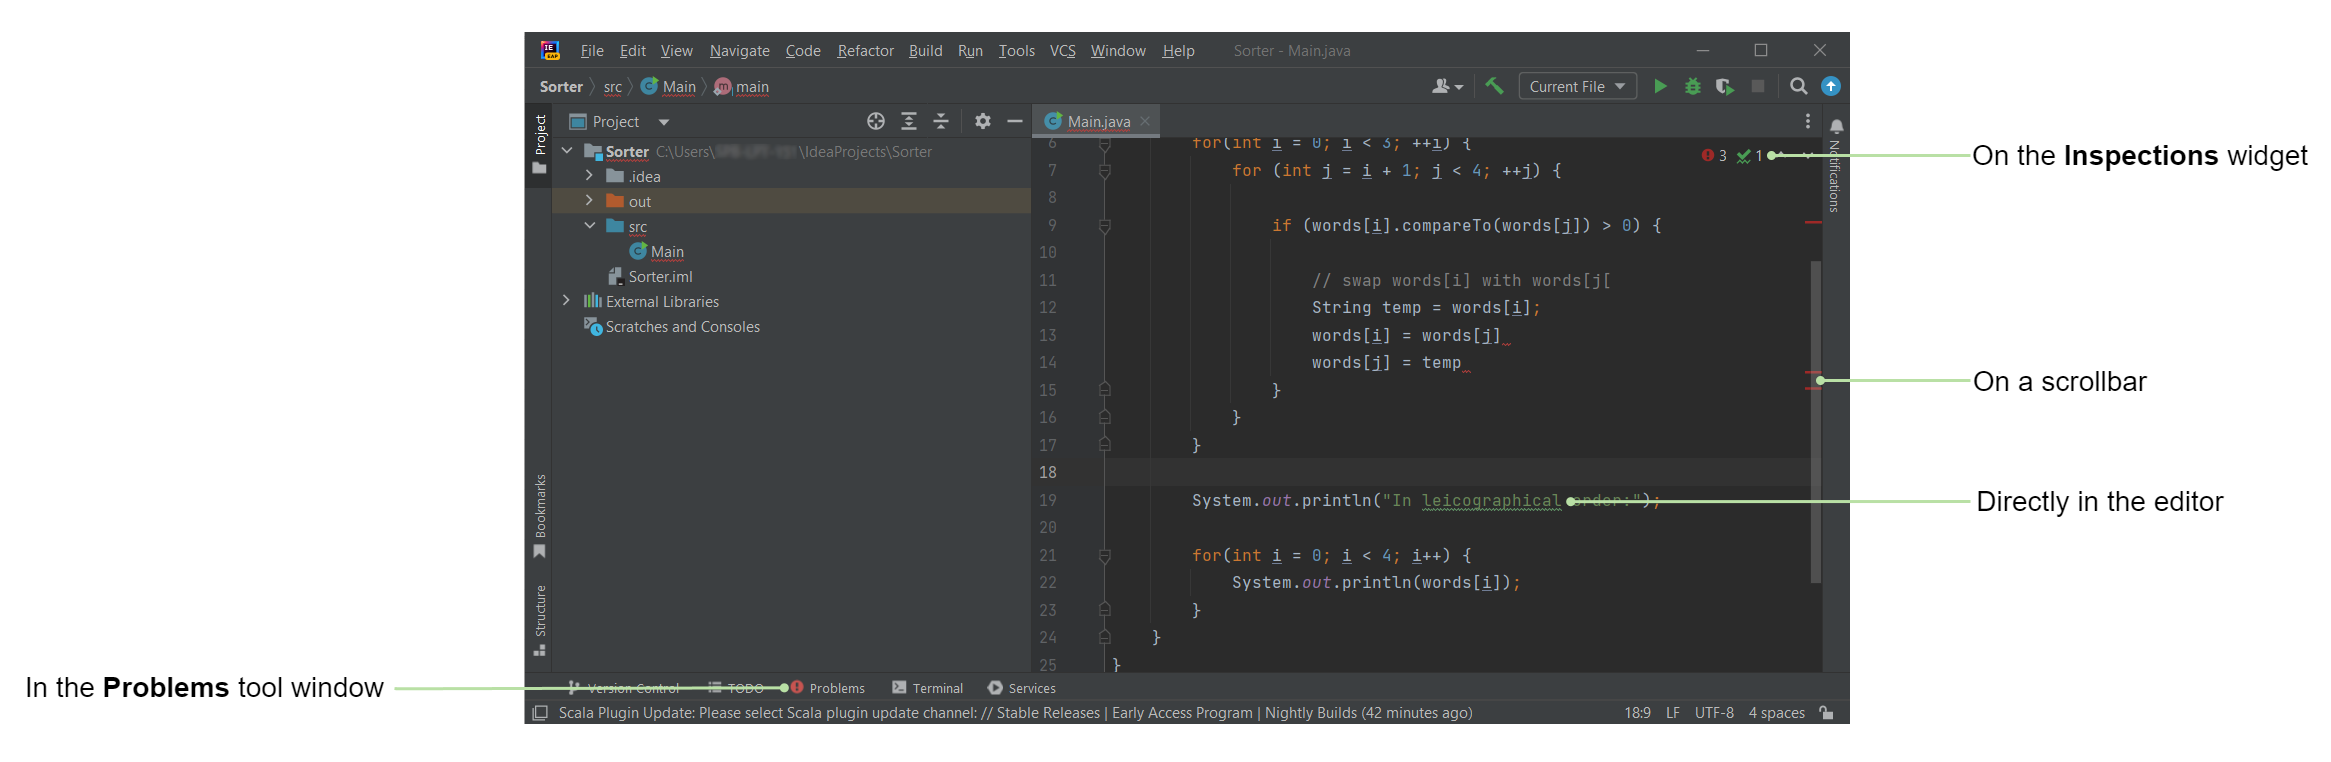 File Edit View Navigate Code Refactor Build Run Tools VCS Window Help Sorter - Main.java
Sorter src Main main
Current File
Project
Project
Main.java
Sorter C:\Users\ \IdeaProjects\Sorter
.idea
out
src
Main
Sorter.iml
External Libraries
Scratches and Consoles
Bookmarks
Structure
6 for(int i = 0; i < 3; ++i) {
7 for (int j = i + 1; j < 4; ++j) {
8
9 if (words[i].compareTo(words[j]) > 0) {
10
11 // swap words[i] with words[j[
12 String temp = words[i];
13 words[i] = words[j]
14 words[j] = temp
15 }
16 }
17 }
18
19 System.out.println("In leicographical order:");
20
21 for(int i = 0; i < 4; i++) {
22 System.out.println(words[i]);
23 }
24 }
25 }
3 1
Notifications
On the Inspections widget
On a scrollbar
Directly in the editor
In the Problems tool window
Version Control TODO Problems Terminal Services
Scala Plugin Update: Please select Scala plugin update channel: // Stable Releases | Early Access Program | Nightly Builds (42 minutes ago)
18:9 LF UTF-8 4 spaces